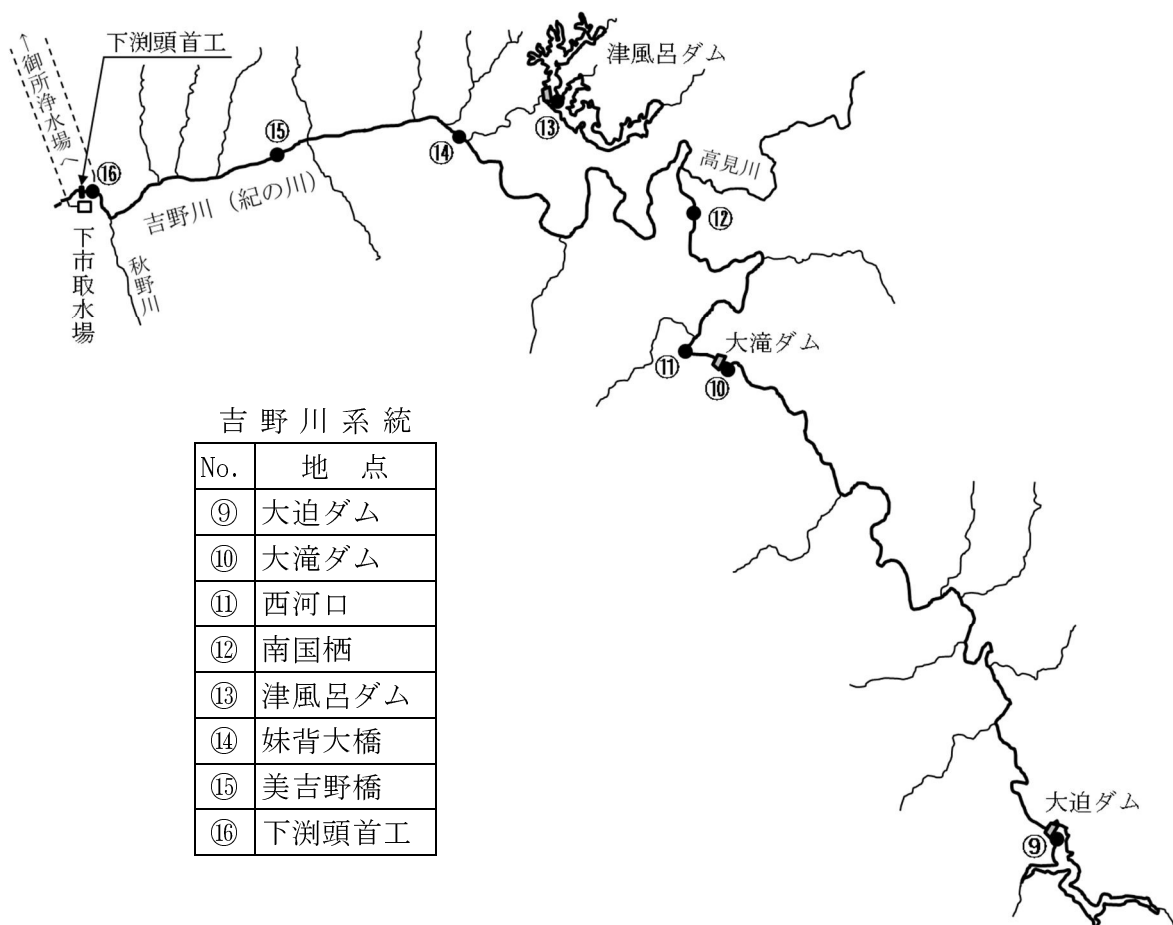 下渕頭首工
←御所浄水場へ
津風呂ダム
⑬
⑮
⑭
高見川
⑯
吉野川（紀の川）
⑫
下市取水場
秋野川
大滝ダム
⑪
⑩
吉野川系統
No. 地 点
⑨ 大迫ダム
⑩ 大滝ダム
⑪ 西河口
⑫ 南国栖
⑬ 津風呂ダム
⑭ 妹背大橋
⑮ 美吉野橋
⑯ 下渕頭首工
大迫ダム
⑨